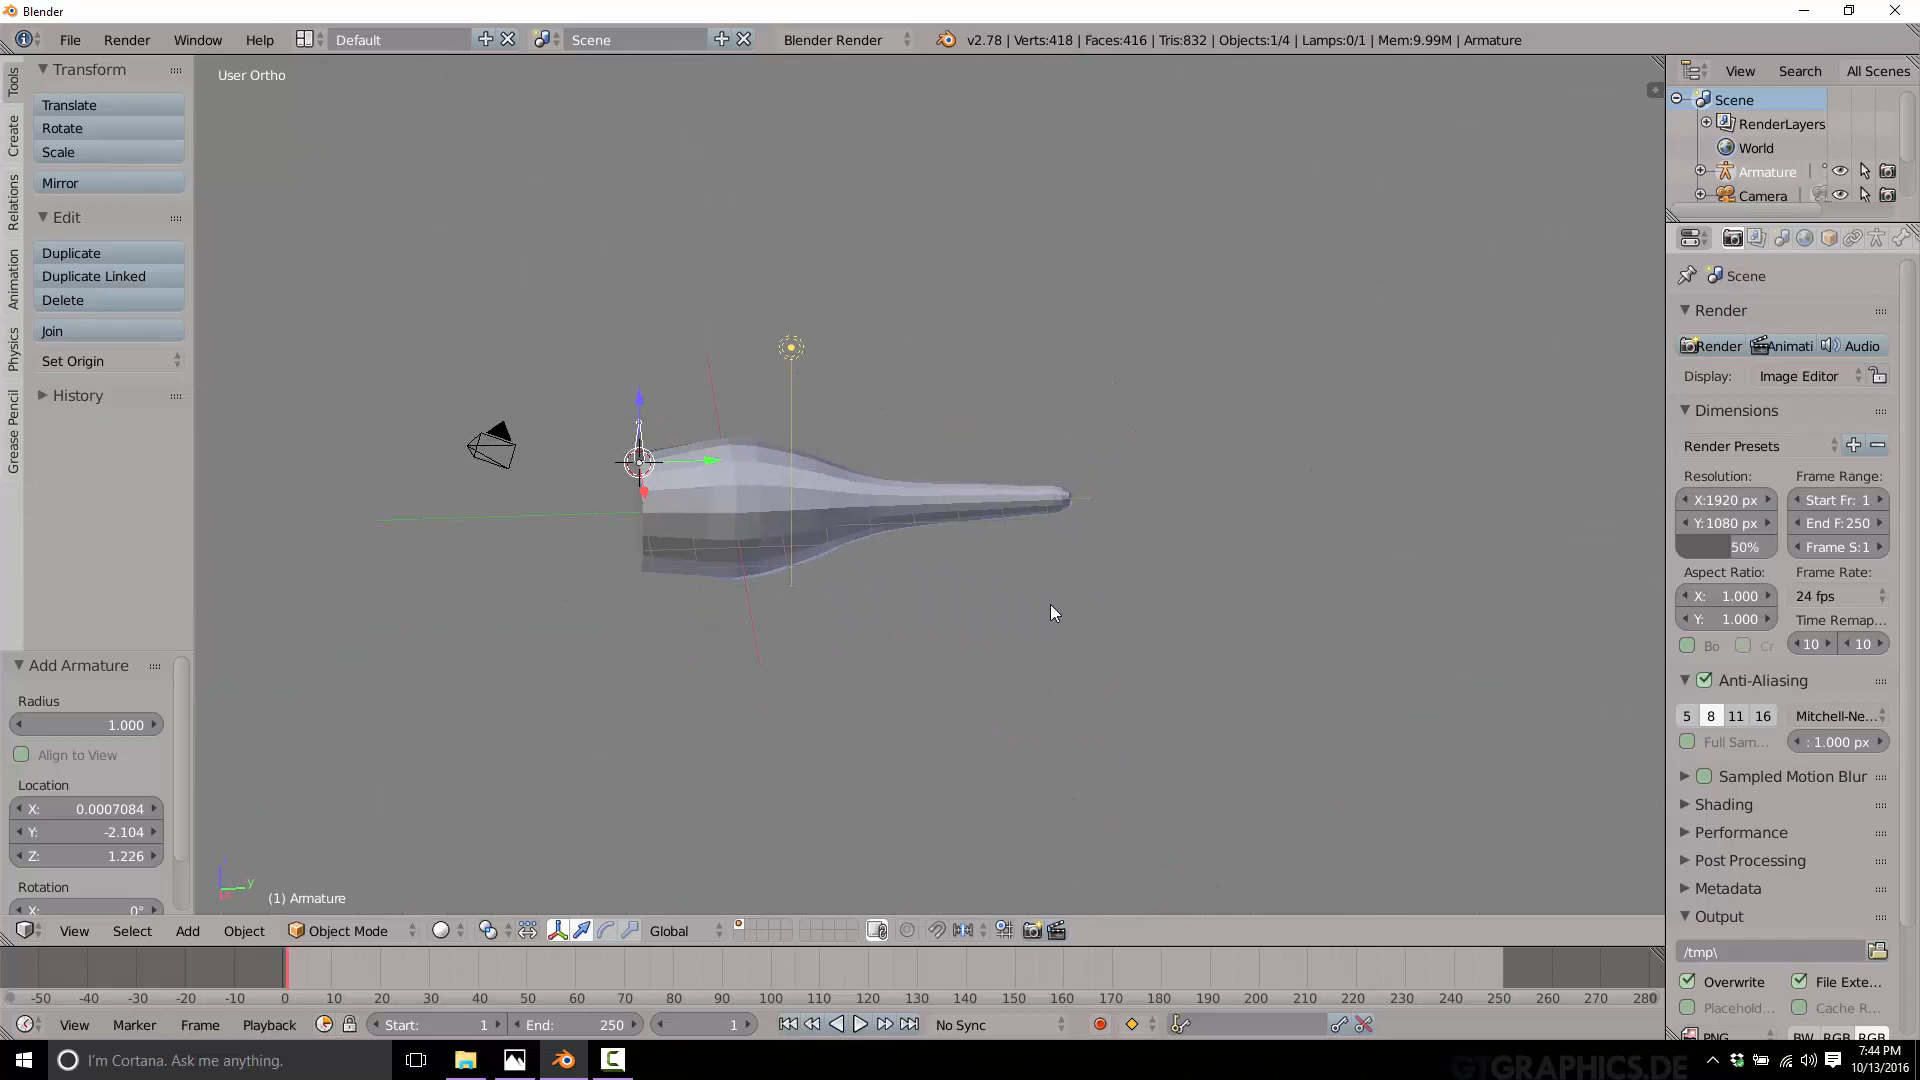 Blender
File Render Window Help Default Scene Blender Render v2.78 | Verts:418 | Faces:416 | Tris:832 | Objects:1/4 | Lamps:0/1 | Mem:9.99M | Armature
Tools
Create
Relations
Animation
Physics
Grease Pencil
Transform
Translate
Rotate
Scale
Mirror
Edit
Duplicate
Duplicate Linked
Delete
Join
Set Origin
History
Add Armature
Radius
1.000
Align to View
Location
X: 0.0007084
Y: -2.104
Z: 1.226
Rotation
X: 0°
User Ortho
y
(1) Armature
View Select Add Object Object Mode Global
View Search All Scenes
Scene
RenderLayers
World
Armature
Camera
Scene
Render
Render Animati Audio
Display: Image Editor
Dimensions
Render Presets
Resolution: Frame Range:
X:1920 px Start Fr: 1
Y:1080 px End F:250
50% Frame S:1
Aspect Ratio: Frame Rate:
X: 1.000 24 fps
Y: 1.000 Time Remap...
Bo Cr 10 10
Anti-Aliasing
5 8 11 16 Mitchell-Ne...
Full Sam... : 1.000 px
Sampled Motion Blur
Shading
Performance
Post Processing
Metadata
Output
/tmp\
Overwrite File Exte...
Placehold... Cache R...
PNG BW RGB RGB
-50 -40 -30 -20 -10 0 10 20 30 40 50 60 70 80 90 100 110 120 130 140 150 160 170 180 190 200 210 220 230 240 250 260 270 280
View Marker Frame Playback Start: 1 End: 250 1 No Sync
I'm Cortana. Ask me anything.
GTGRAPHICS.DE
7:44 PM
10/13/2016